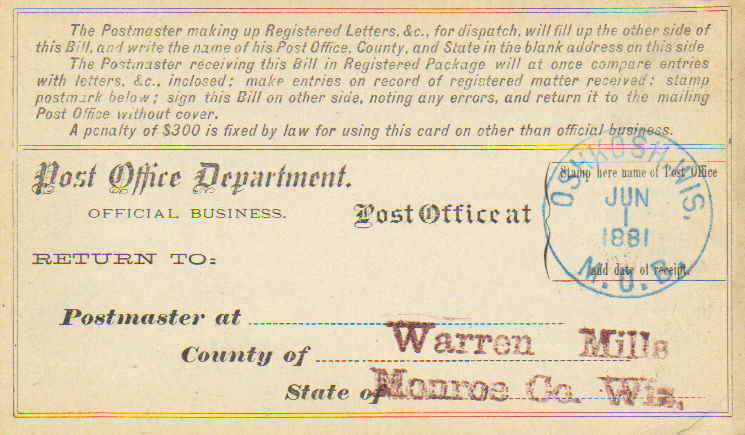 The Postmaster making up Registered Letters, &c., for dispatch, will fill up the other side of
this Bill, and write the name of his Post Office, County, and State in the blank address on this side
The Postmaster receiving this Bill in Registered Package will at once compare entries
with letters, &c., inclosed; make entries on record of registered matter received; stamp
postmark below; sign this Bill on other side, noting any errors, and return it to the mailing
Post Office without cover.
A penalty of $300 is fixed by law for using this card on other than official business.
Post Office Department.
OFFICIAL BUSINESS.
Post Office at
Stamp here name of Post Office
and date of receipt.
OSHKOSH, WIS.
JUN
1
1881
M.O.B.
RETURN TO:
Postmaster at
Warren Mills
County of
State of
Monroe Co. Wis.